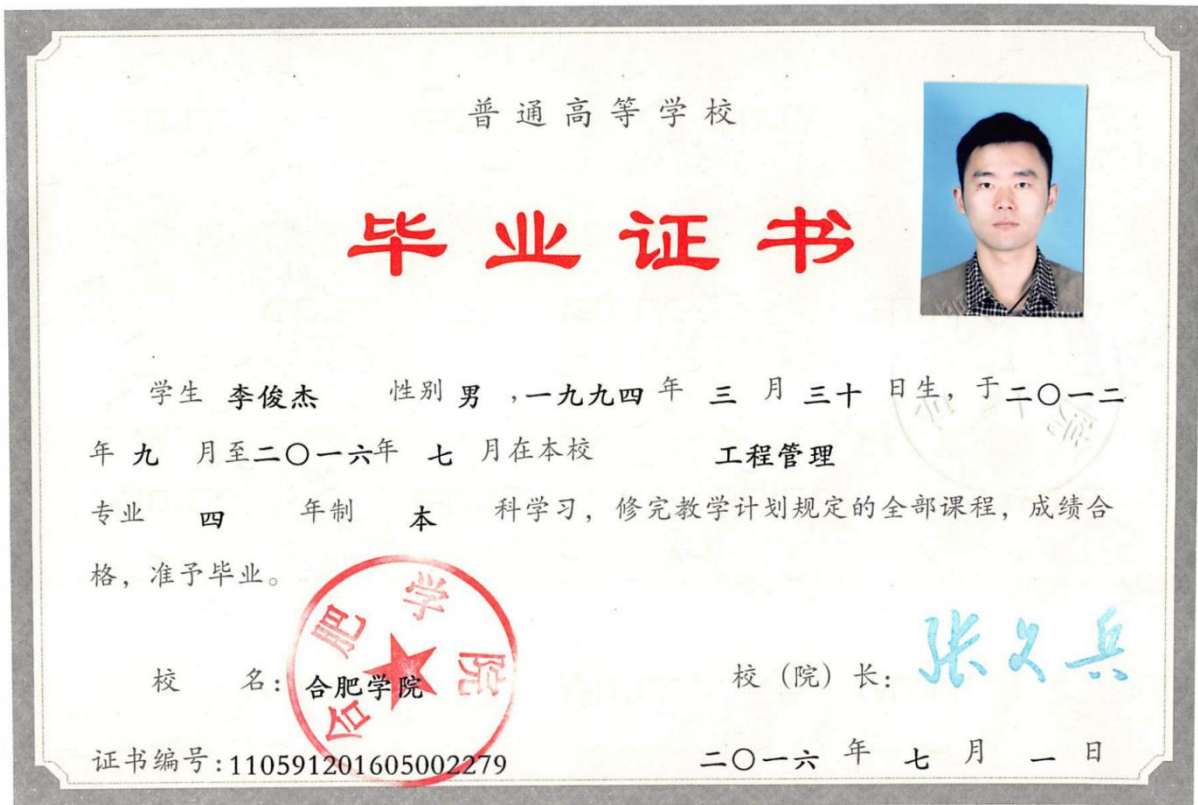 普通高等学校
毕业证书
学生 李俊杰 性别 男 ,一九九四 年 三 月 三十 日生, 于二〇一二
年 九 月至二〇一六年 七 月在本校 工程管理
专业 四 年制 本 科学习, 修完教学计划规定的全部课程, 成绩合
格, 准予毕业。
合肥学院
校 名: 合肥学院 校 (院) 长: 张文兵
证书编号:110591201605002279 二〇一六 年 七 月 一 日